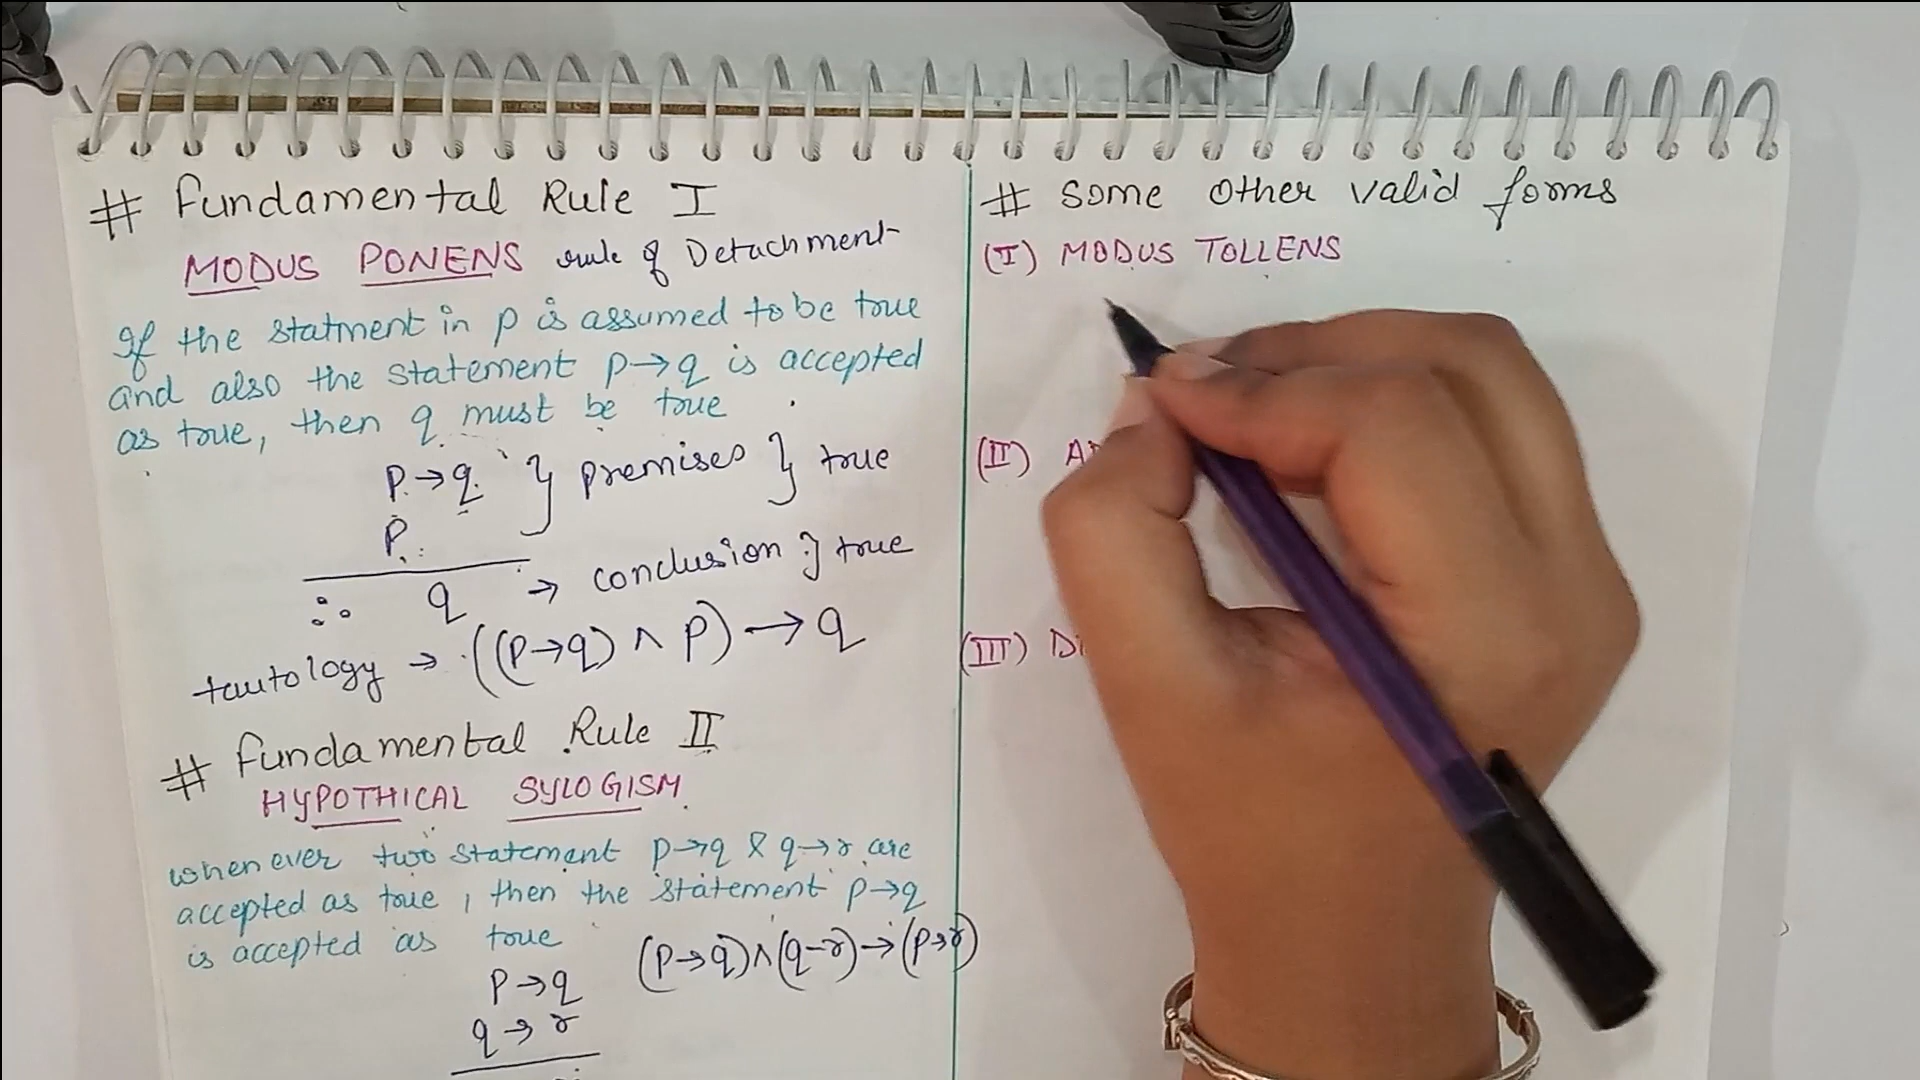 # Fundamental Rule I
MODUS PONENS rule of Detachment
If the statment in p is assumed to be true
and also the statement p→q is accepted
as true, then q must be true
p→q } premises } true
p
∴ q → conclusion } true
tautology → ((p→q) ∧ p) → q
# Fundamental Rule II
HYPOTHICAL SYLOGISM
whenever two statement p→q & q→r are
accepted as true, then the statement p→q
is accepted as true
(p→q)∧(q-r)→(p→r)
p→q
q→r
# Some Other valid forms
(I) MODUS TOLLENS
(II)
(III)